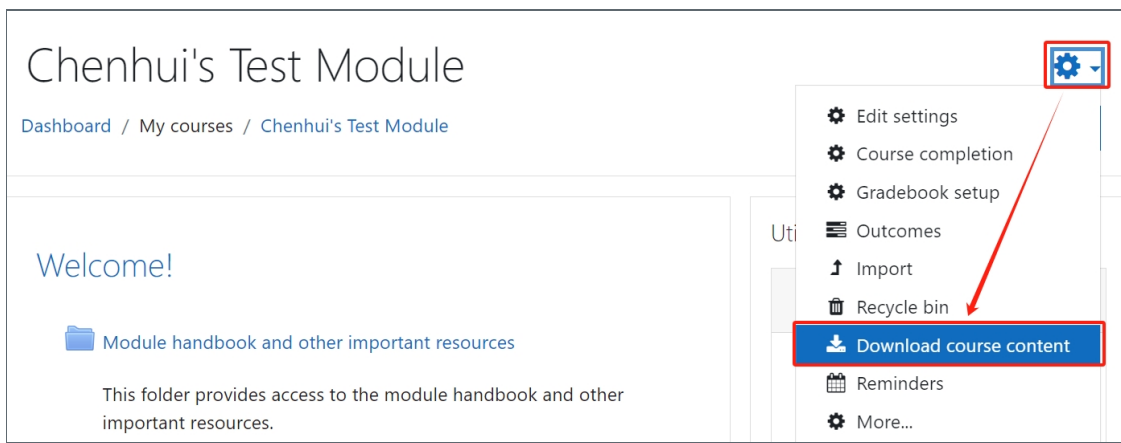 Chenhui's Test Module
Dashboard / My courses / Chenhui's Test Module
Edit settings
Course completion
Gradebook setup
Outcomes
Import
Recycle bin
Download course content
Reminders
More...
Welcome!
Module handbook and other important resources
This folder provides access to the module handbook and other
important resources.